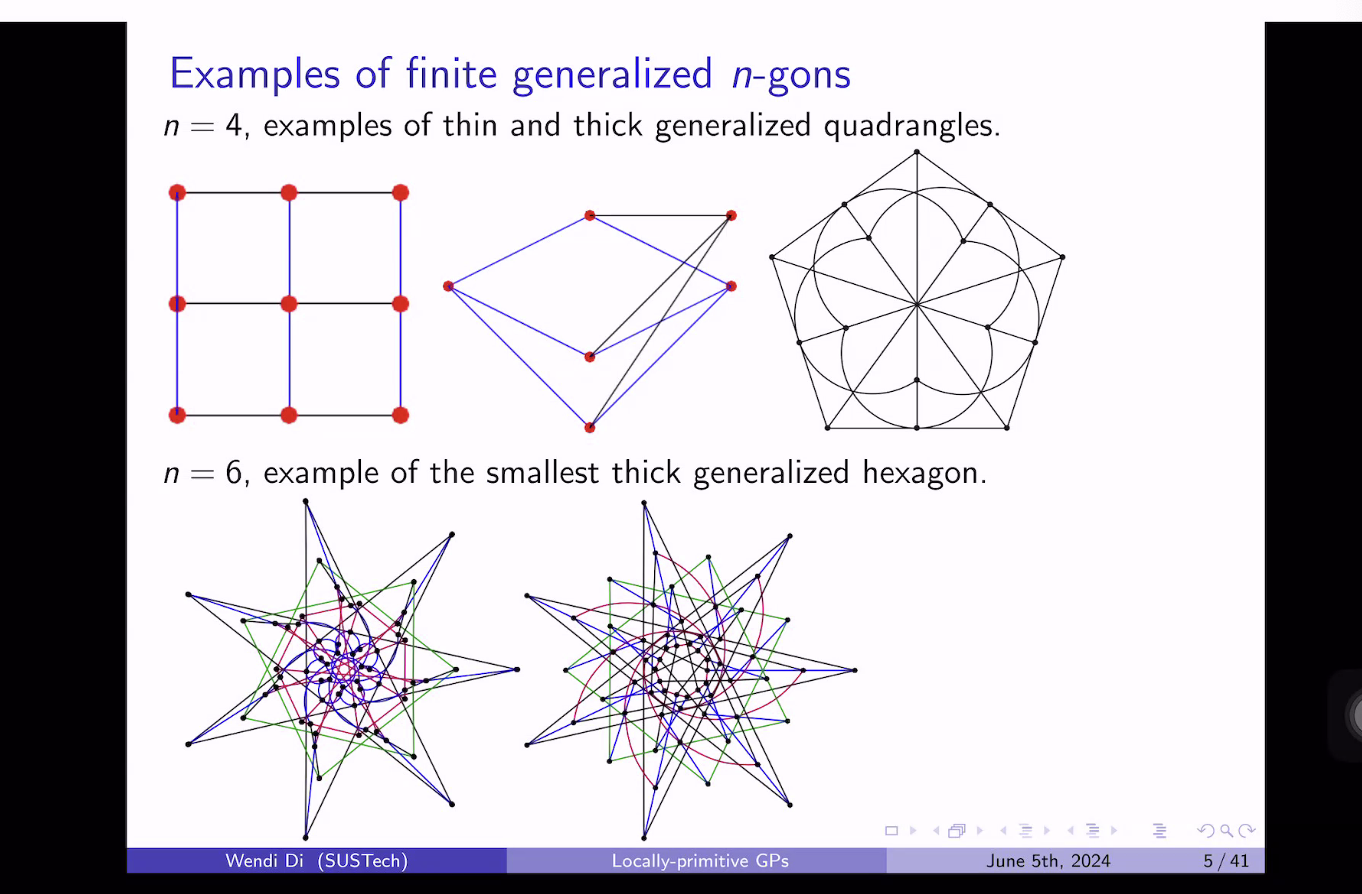 Examples of finite generalized n-gons
n = 4, examples of thin and thick generalized quadrangles.
n = 6, example of the smallest thick generalized hexagon.
Wendi Di (SUSTech) Locally-primitive GPs June 5th, 2024 5 / 41